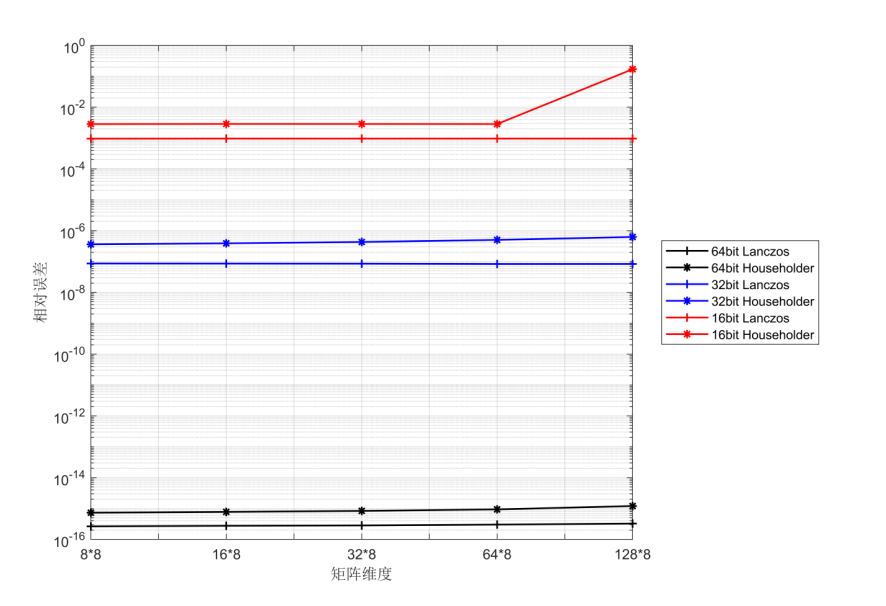 10^0
10^-2
10^-4
10^-6
10^-8
10^-10
10^-12
10^-14
10^-16
相对误差
8*8 16*8 32*8 64*8 128*8
矩阵维度
64bit Lanczos
64bit Householder
32bit Lanczos
32bit Householder
16bit Lanczos
16bit Householder